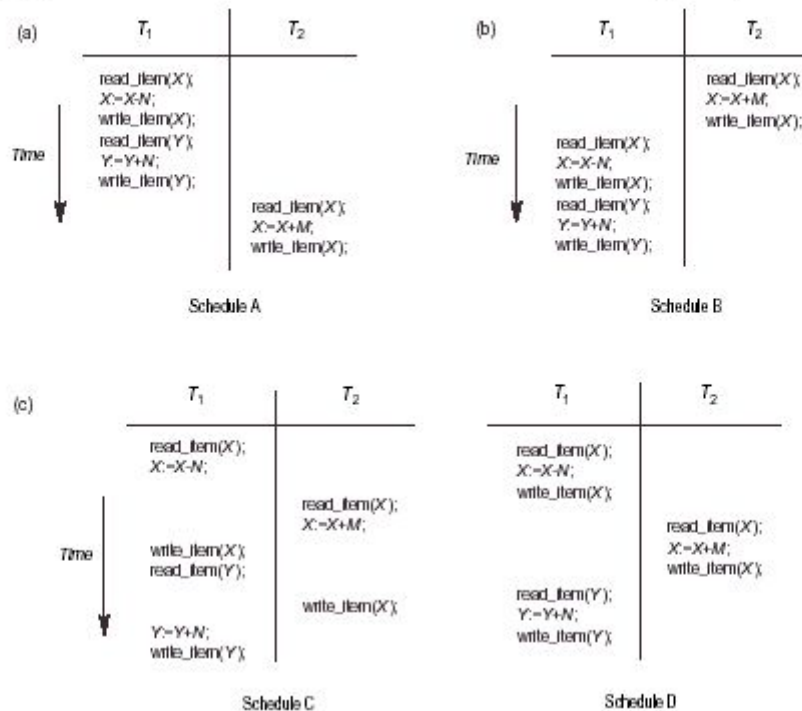 (a) T1 T2
read_item(X);
X:=X-N;
write_item(X);
read_item(Y);
Y:=Y+N;
write_item(Y);
Time
read_item(X);
X:=X+M;
write_item(X);
Schedule A
(b) T1 T2
read_item(X);
X:=X+M;
write_item(X);
Time
read_item(X);
X:=X-N;
write_item(X);
read_item(Y);
Y:=Y+N;
write_item(Y);
Schedule B
(c) T1 T2
read_item(X);
X:=X-N;
read_item(X);
X:=X+M;
Time
write_item(X);
read_item(Y);
write_item(X);
Y:=Y+N;
write_item(Y);
Schedule C
T1 T2
read_item(X);
X:=X-N;
write_item(X);
read_item(X);
X:=X+M;
write_item(X);
read_item(Y);
Y:=Y+N;
write_item(Y);
Schedule D